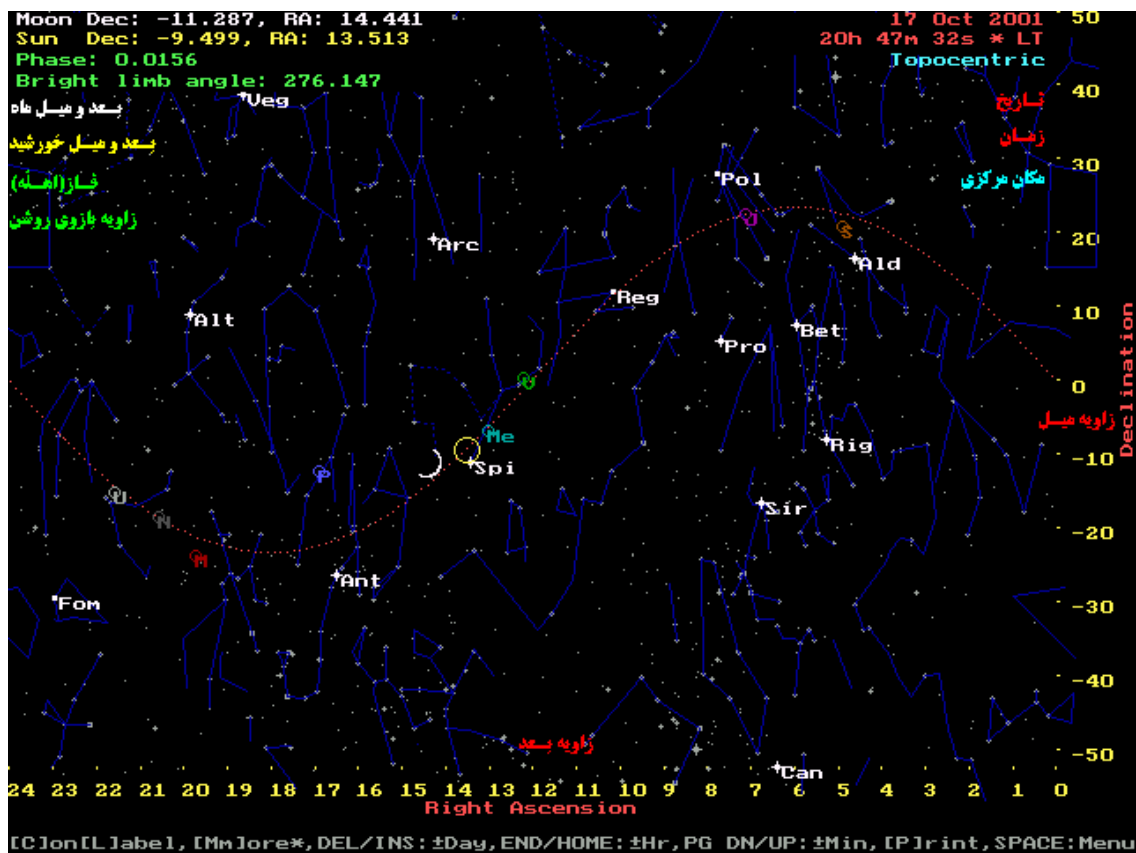 Moon Dec: -11.287, RA: 14.441
Sun  Dec: -9.499, RA: 13.513
Phase: 0.0156
Bright limb angle: 276.147
17 Oct 2001
20h 47m 32s * LT
Topocentric
بعد و میل ماه
بعد و میل خورشید
فاز(اهله)
زاویه بازوی روشن
تاریخ
زمان
مکان مرکزی
Veg
Pol
J
S
Arc
Ald
Reg
Alt
Bet
Pro
V
Me
Rig
Spi
P
U
N
Sir
M
Ant
Fom
Can
50
40
30
20
10
0
-10
-20
-30
-40
-50
Declination
زاویه میل
زاویه بعد
24 23 22 21 20 19 18 17 16 15 14 13 12 11 10 9 8 7 6 5 4 3 2 1 0
Right Ascension
[C]on[L]abel,[Mm]ore*,DEL/INS:±Day,END/HOME:±Hr,PG DN/UP:±Min,[P]rint,SPACE:Menu